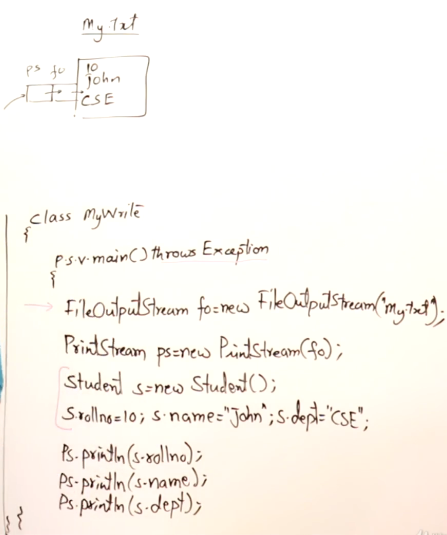 My.txt
ps fo
10
john
CSE
class MyWrite
{
p.s.v.main() throws Exception
{
FileOutputStream fo=new FileOutputStream("My.txt");
PrintStream ps=new PrintStream(fo);
Student s=new Student();
s.rollno=10; s.name="John"; s.dept="CSE";
Ps.println(s.rollno);
Ps.println(s.name);
Ps.println(s.dept);
} }